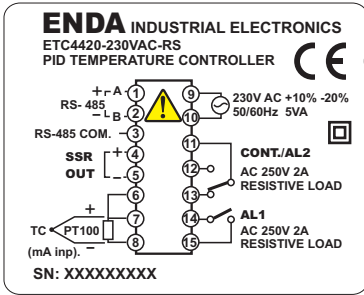 ENDA INDUSTRIAL ELECTRONICS
ETC4420-230VAC-RS
PID TEMPERATURE CONTROLLER
CE
+ A 1
RS- 485
- B 2
RS-485 COM. 3
SSR + 4
OUT - 5
6
+ 7
TC PT100
- 8
(mA inp.)
9 230V AC +10% -20%
10 50/60Hz 5VA
11
CONT./AL2
12 AC 250V 2A
13 RESISTIVE LOAD
14 AL1
AC 250V 2A
15 RESISTIVE LOAD
SN: XXXXXXXXX